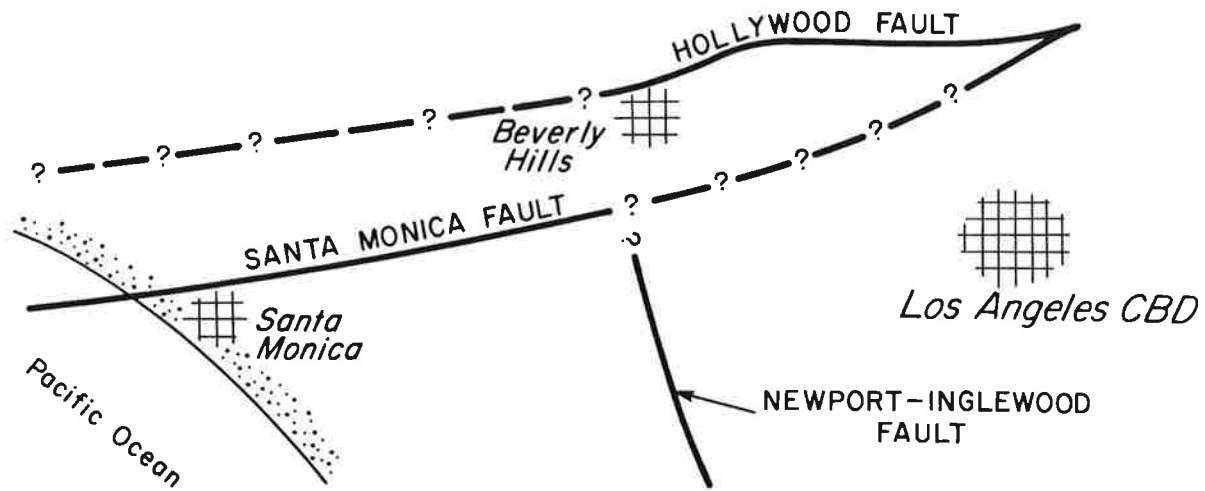 HOLLYWOOD FAULT
? ? ? ? ?
Beverly
Hills
? ? ? ? ?
?
SANTA MONICA FAULT
Los Angeles CBD
Santa
Monica
Pacific Ocean
NEWPORT-INGLEWOOD
FAULT